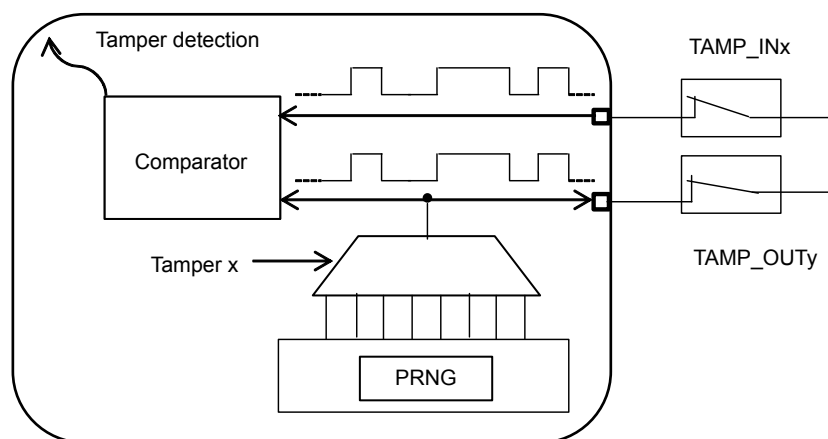 Tamper detection
TAMP_INx
Comparator
Tamper x
TAMP_OUTy
PRNG